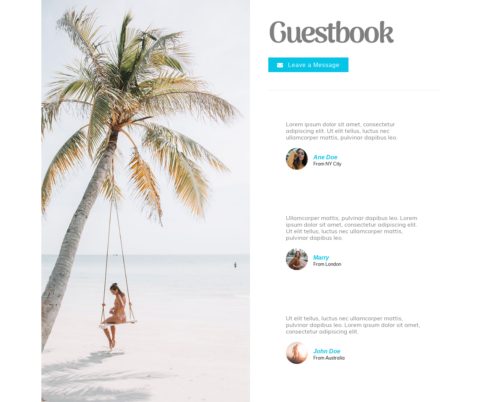 Guestbook
Leave a Message
Lorem ipsum dolor sit amet, consectetur
adipiscing elit. Ut elit tellus, luctus nec
ullamcorper mattis, pulvinar dapibus leo.
Arie Doe
From NY City
Ullamcorper mattis, pulvinar dapibus leo. Lorem
ipsum dolor sit amet, consectetur adipiscing elit.
Ut elit tellus, luctus nec ullamcorper mattis,
pulvinar dapibus leo.
Marry
From London
Ut elit tellus, luctus nec ullamcorper mattis,
pulvinar dapibus leo. Lorem ipsum dolor sit amet,
consectetur adipiscing elit.
John Doe
From Australia